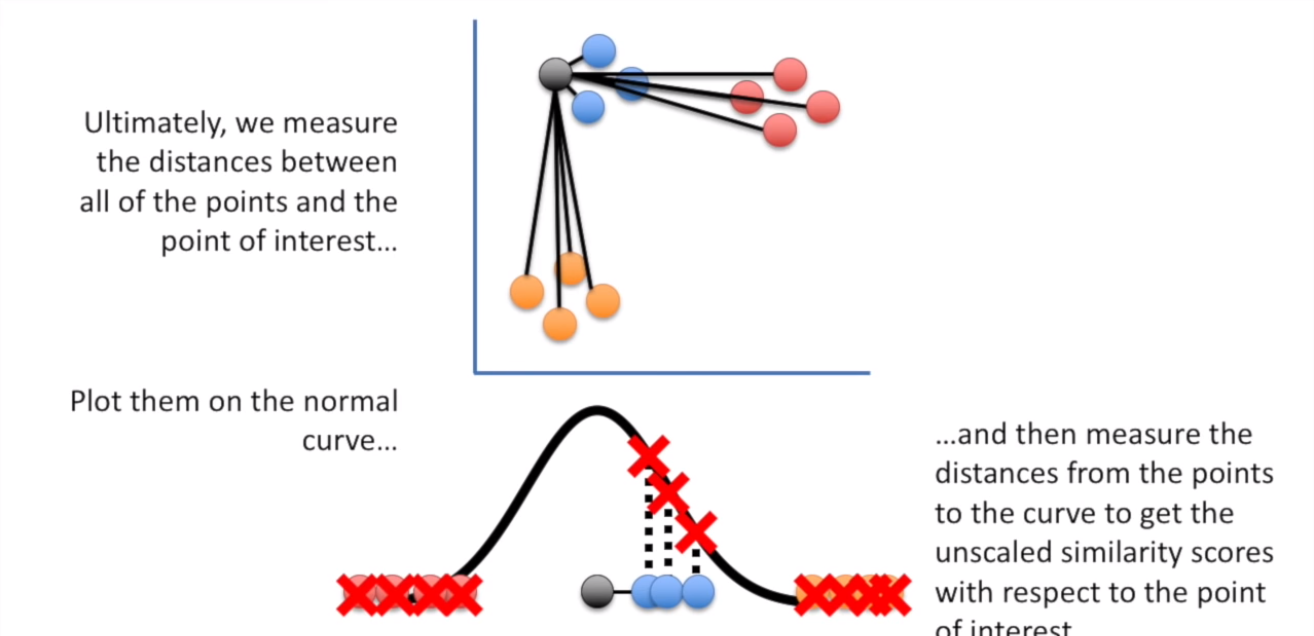 Ultimately, we measure
the distances between
all of the points and the
point of interest...
Plot them on the normal
curve...
...and then measure the
distances from the points
to the curve to get the
unscaled similarity scores
with respect to the point
of interest